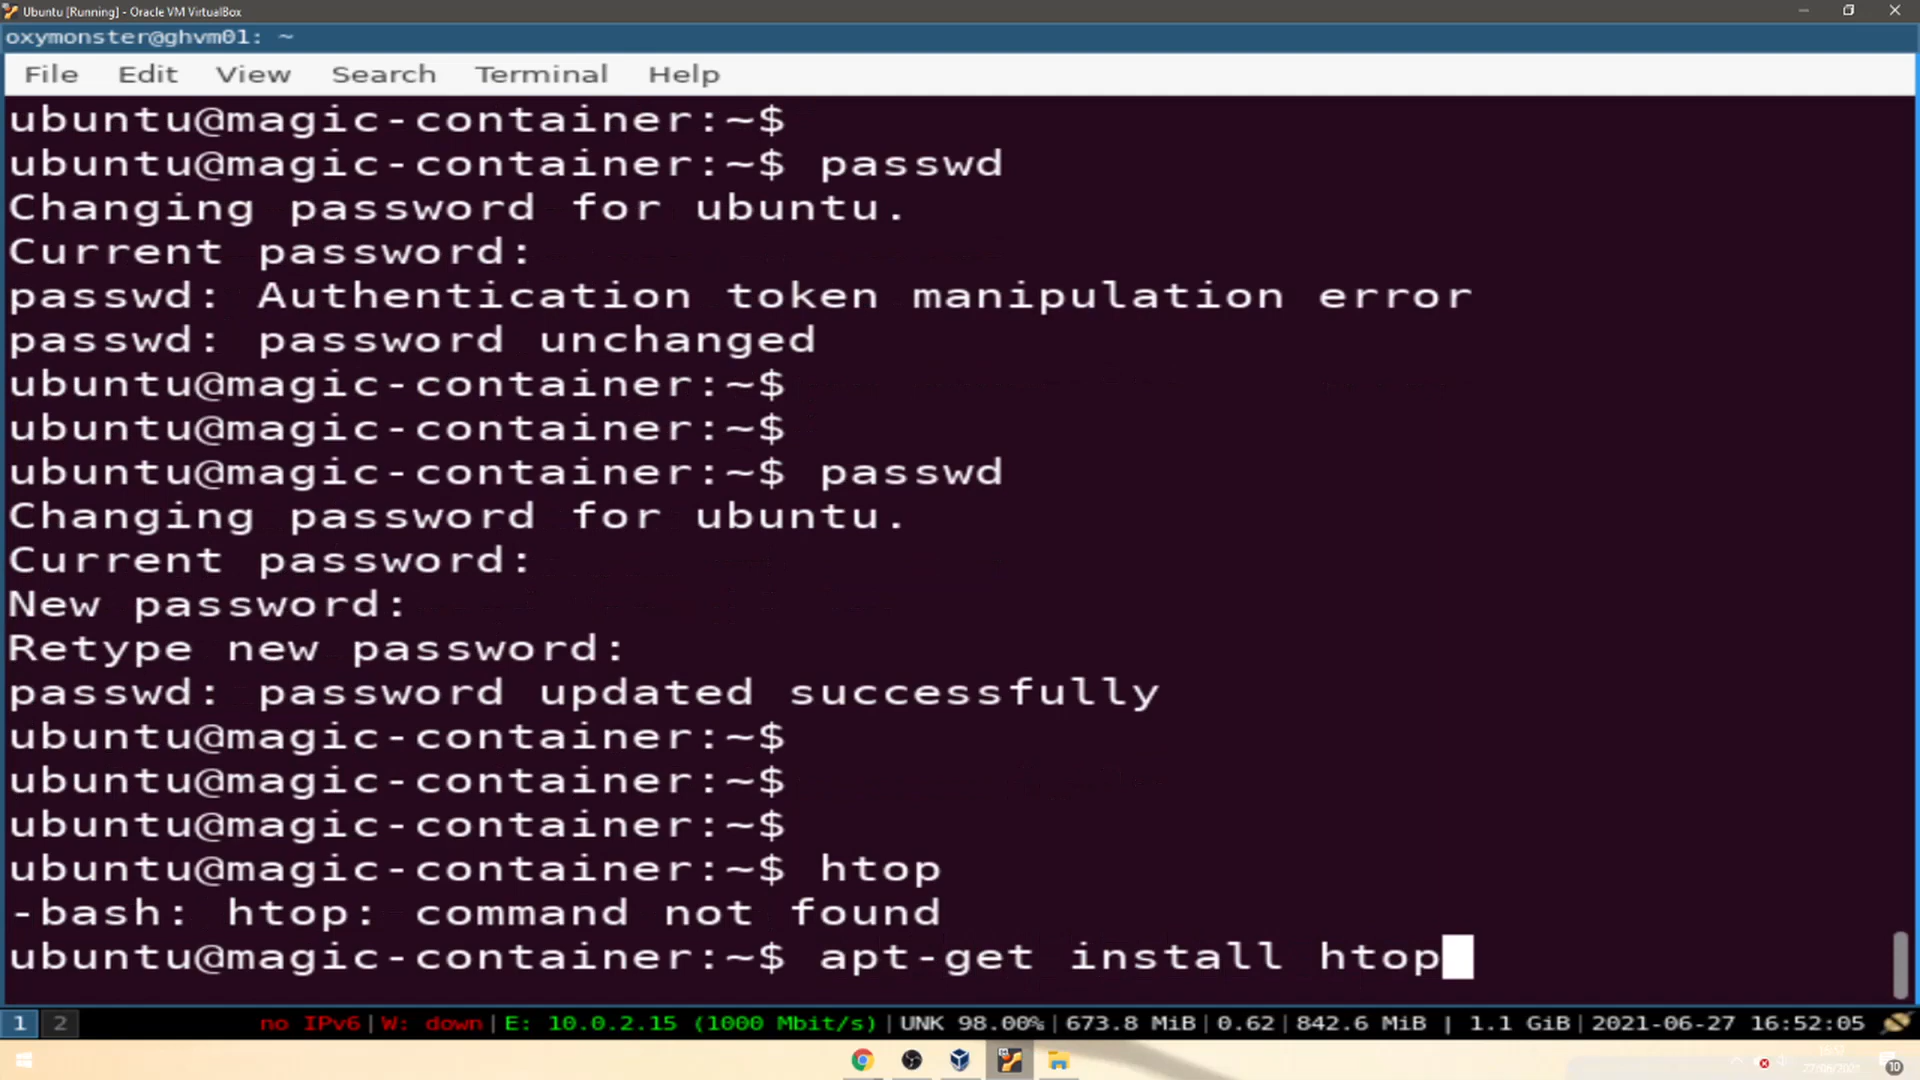 Ubuntu [Running] - Oracle VM VirtualBox
oxymonster@ghvm01: ~
File Edit View Search Terminal Help
ubuntu@magic-container:~$
ubuntu@magic-container:~$ passwd
Changing password for ubuntu.
Current password:
passwd: Authentication token manipulation error
passwd: password unchanged
ubuntu@magic-container:~$
ubuntu@magic-container:~$
ubuntu@magic-container:~$ passwd
Changing password for ubuntu.
Current password:
New password:
Retype new password:
passwd: password updated successfully
ubuntu@magic-container:~$
ubuntu@magic-container:~$
ubuntu@magic-container:~$
ubuntu@magic-container:~$ htop
-bash: htop: command not found
ubuntu@magic-container:~$ apt-get install htop
1 2 no IPv6|W: down|E: 10.0.2.15 (1000 Mbit/s)|UNK 98.00%|673.8 MiB|0.62|842.6 MiB | 1.1 GiB|2021-06-27 16:52:05
10